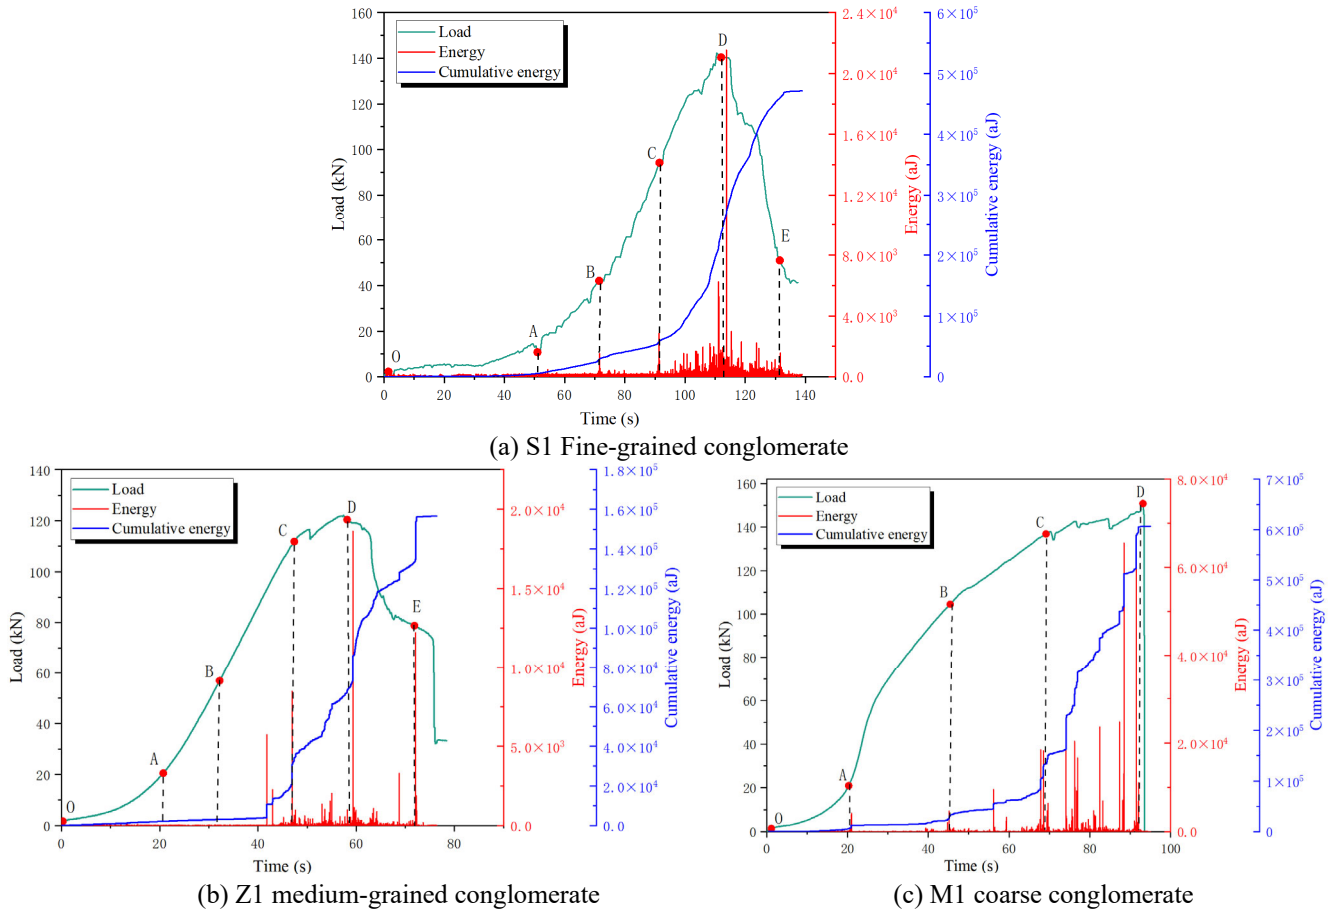 Load
Energy
Cumulative energy
O
A
B
C
D
E
160
140
120
100
80
60
40
20
0
Load (kN)
0 20 40 60 80 100 120 140
Time (s)
2.4×10⁴
2.0×10⁴
1.6×10⁴
1.2×10⁴
8.0×10³
4.0×10³
0.0
Energy (aJ)
6×10⁵
5×10⁵
4×10⁵
3×10⁵
2×10⁵
1×10⁵
0
Cumulative energy (aJ)
(a) S1 Fine-grained conglomerate
Load
Energy
Cumulative energy
O
A
B
C
D
E
140
120
100
80
60
40
20
0
Load (kN)
0 20 40 60 80
Time (s)
2.0×10⁴
1.5×10⁴
1.0×10⁴
5.0×10³
0.0
Energy (aJ)
1.8×10⁵
1.6×10⁵
1.4×10⁵
1.2×10⁵
1.0×10⁵
8.0×10⁴
6.0×10⁴
4.0×10⁴
2.0×10⁴
0.0
Cumulative energy (aJ)
(b) Z1 medium-grained conglomerate
Load
Energy
Cumulative energy
O
A
B
C
D
160
140
120
100
80
60
40
20
0
Load (kN)
0 20 40 60 80 100
Time (s)
8.0×10⁴
6.0×10⁴
4.0×10⁴
2.0×10⁴
0.0
Energy (aJ)
7×10⁵
6×10⁵
5×10⁵
4×10⁵
3×10⁵
2×10⁵
1×10⁵
0
Cumulative energy (aJ)
(c) M1 coarse conglomerate